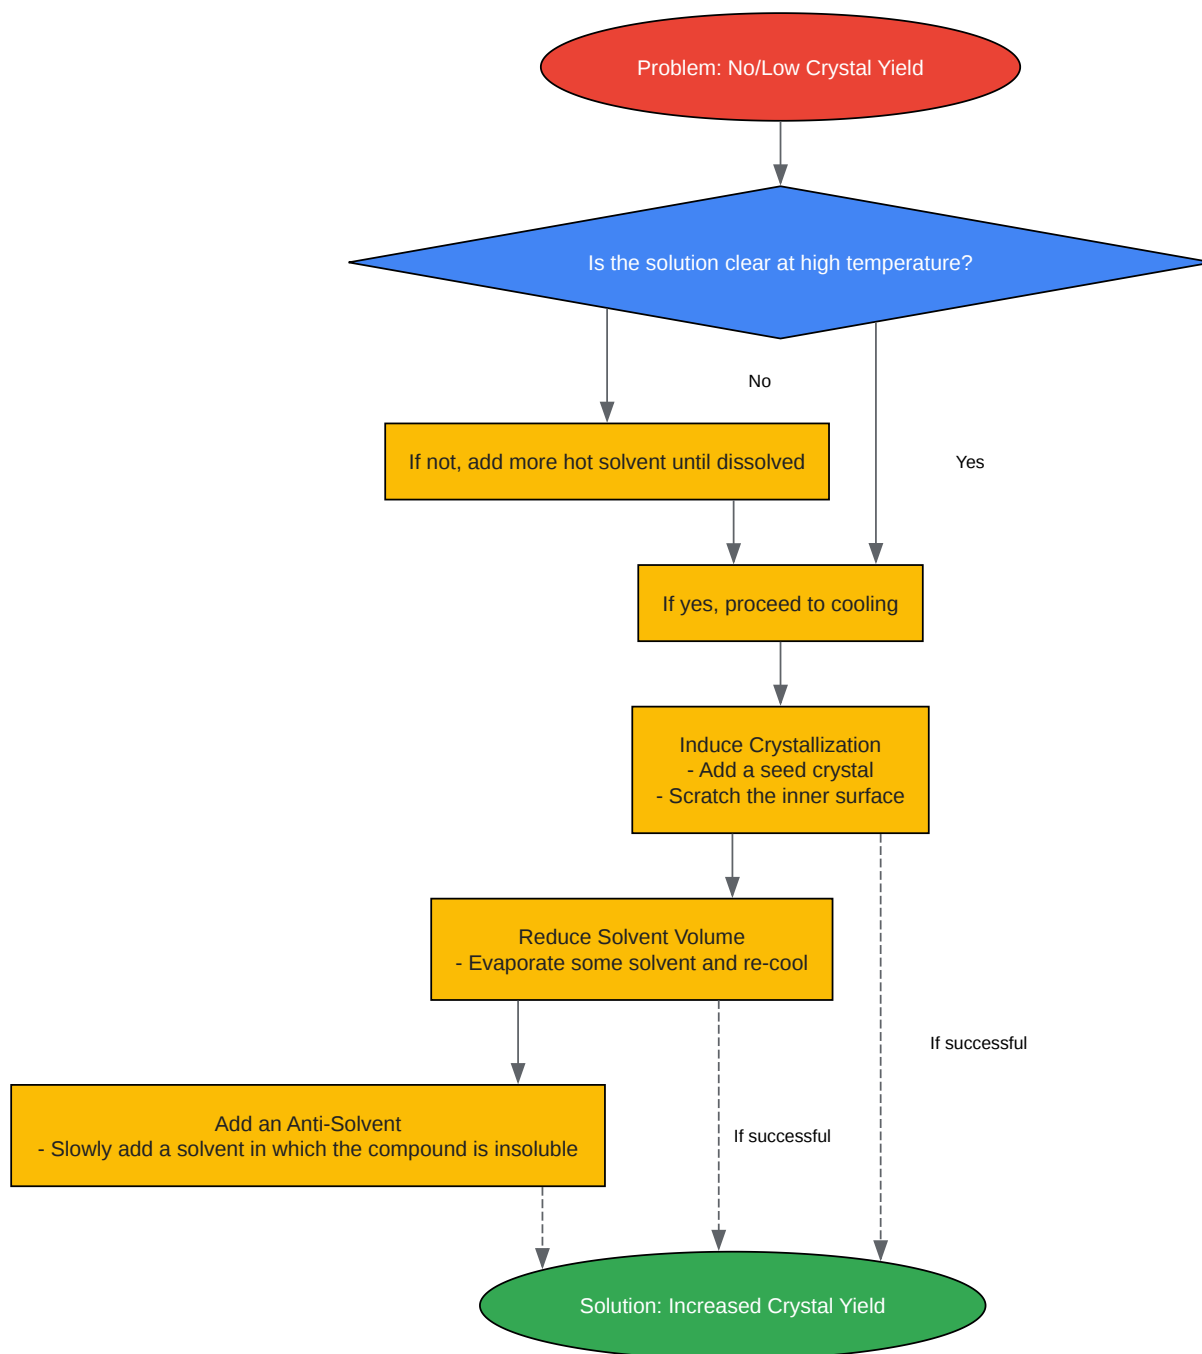 Problem: No/Low Crystal Yield
Is the solution clear at high temperature?
No
If not, add more hot solvent until dissolved
Yes
If yes, proceed to cooling
Induce Crystallization
- Add a seed crystal
- Scratch the inner surface
Reduce Solvent Volume
- Evaporate some solvent and re-cool
If successful
Add an Anti-Solvent
- Slowly add a solvent in which the compound is insoluble
If successful
Solution: Increased Crystal Yield